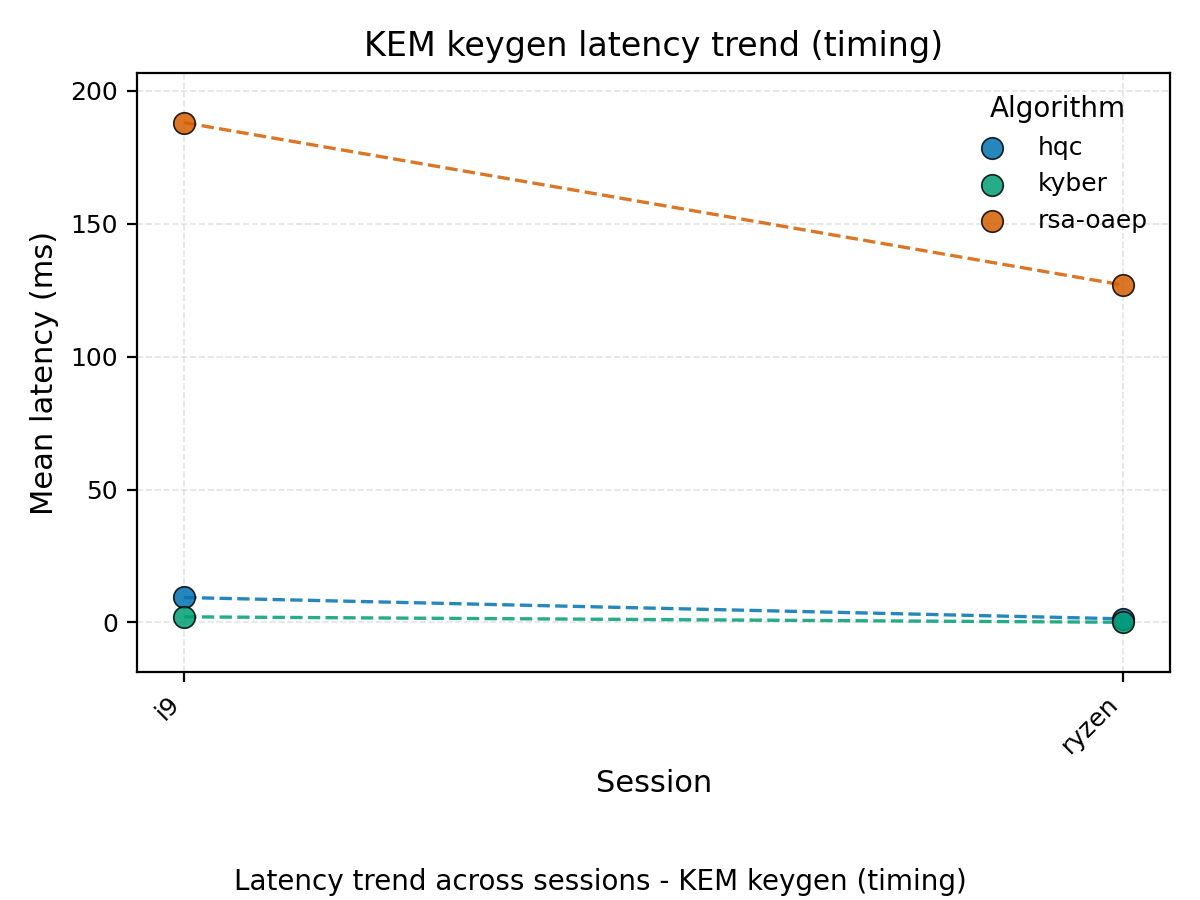 KEM keygen latency trend (timing)
Mean latency (ms)
200
150
100
50
0
Algorithm
hqc
kyber
rsa-oaep
i9
ryzen
Session
Latency trend across sessions - KEM keygen (timing)